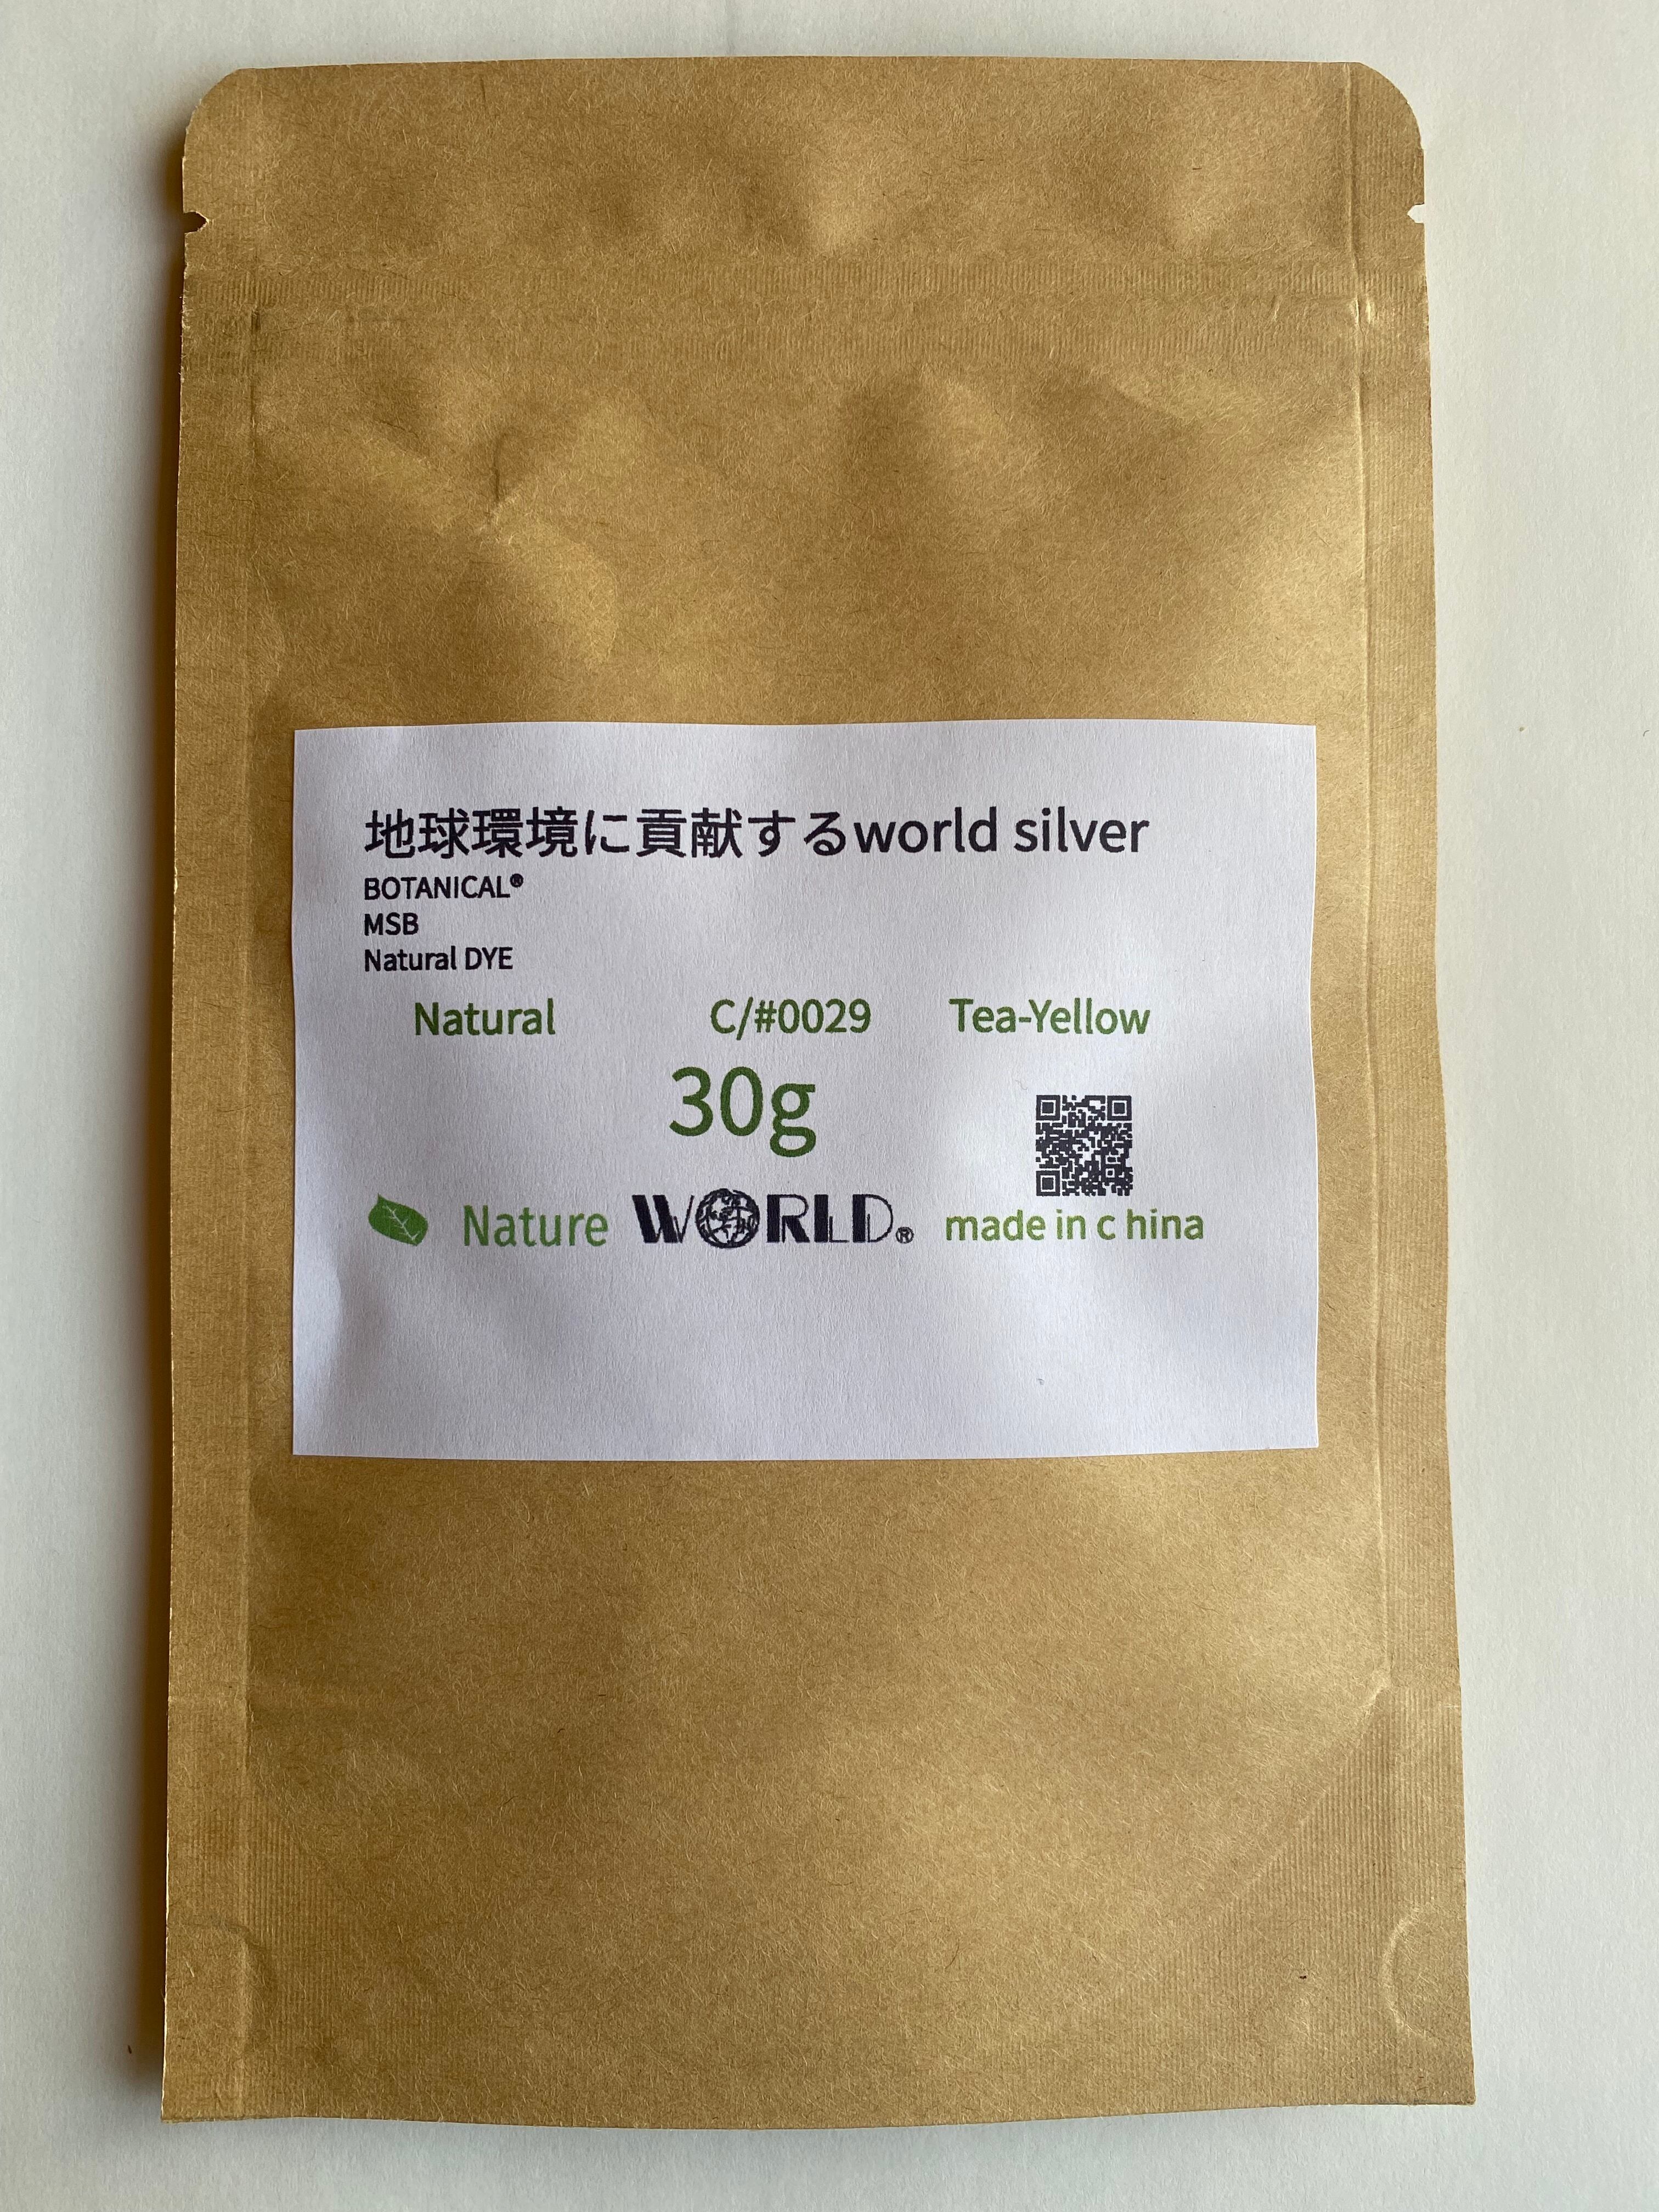 地球環境に貢献するworld silver
BOTANICAL®
MSB
Natural DYE
Natural C/#0029 Tea-Yellow
30g
Nature WORLD® made in c hina